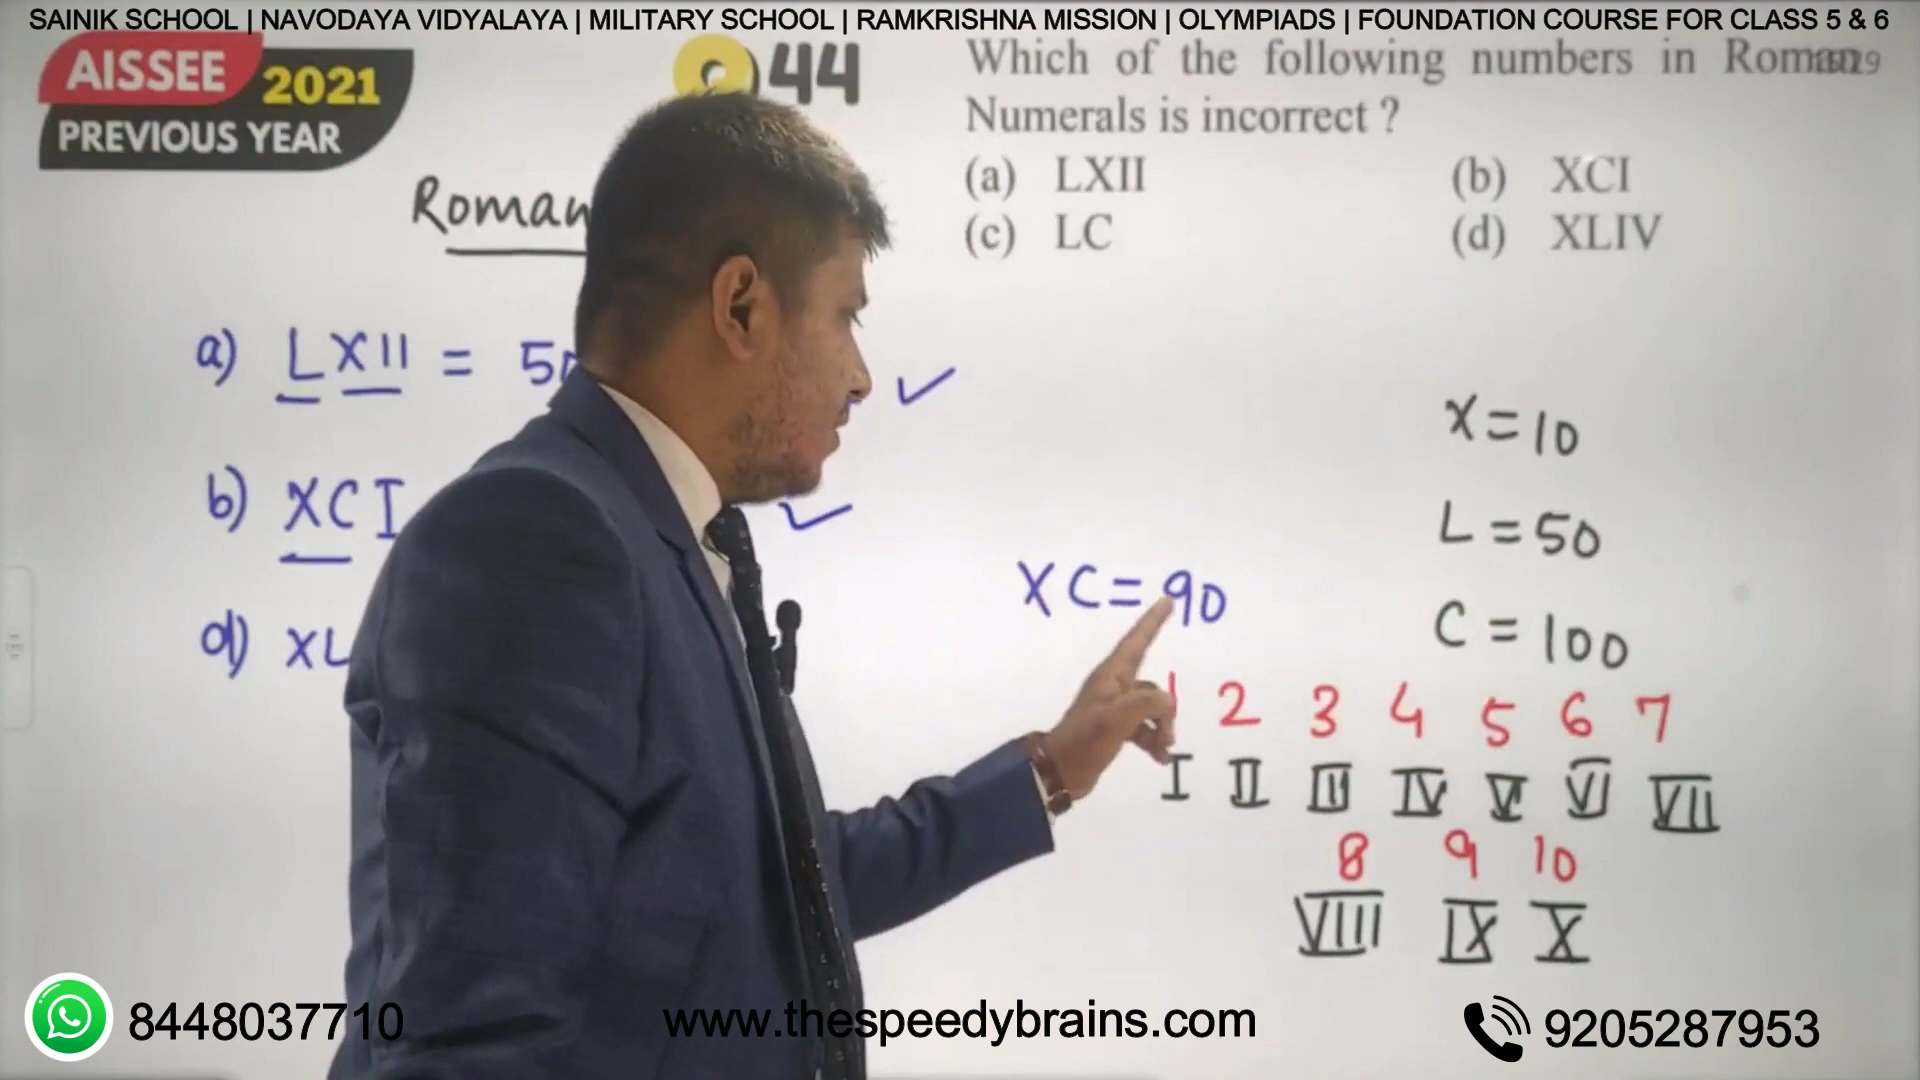 SAINIK SCHOOL | NAVODAYA VIDYALAYA | MILITARY SCHOOL | RAMKRISHNA MISSION | OLYMPIADS | FOUNDATION COURSE FOR CLASS 5 & 6
AISSEE 2021
PREVIOUS YEAR
44
Which of the following numbers in Roman
Numerals is incorrect ?
(a) LXII (b) XCI
(c) LC (d) XLIV
Roman
a) LXII = 50 ✓
b) XCI ✓
d) XL
X = 10
L = 50
C = 100
XC = 90
1 2 3 4 5 6 7
I II III IV V VI VII
8 9 10
VIII IX X
8448037710
www.thespeedybrains.com
9205287953